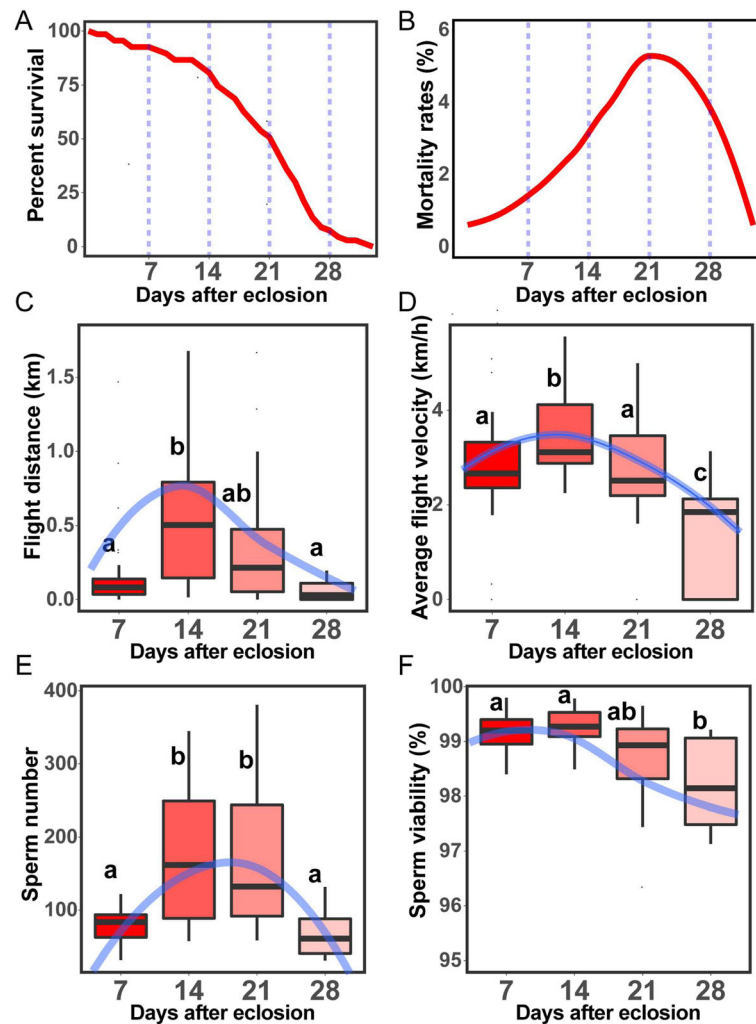 A
B
100
75
50
25
0
Percent survivial
7 14 21 28
Days after eclosion
6
4
2
0
Mortality rates (%)
7 14 21 28
Days after eclosion
C
D
1.5
1.0
0.5
0.0
Flight distance (km)
a
b
ab
a
7 14 21 28
Days after eclosion
4
2
0
Average flight velocity (km/h)
a
b
a
c
7 14 21 28
Days after eclosion
E
F
400
300
200
100
Sperm number
a
b
b
a
7 14 21 28
Days after eclosion
100
99
98
97
96
95
Sperm viability (%)
a
a
ab
b
7 14 21 28
Days after eclosion